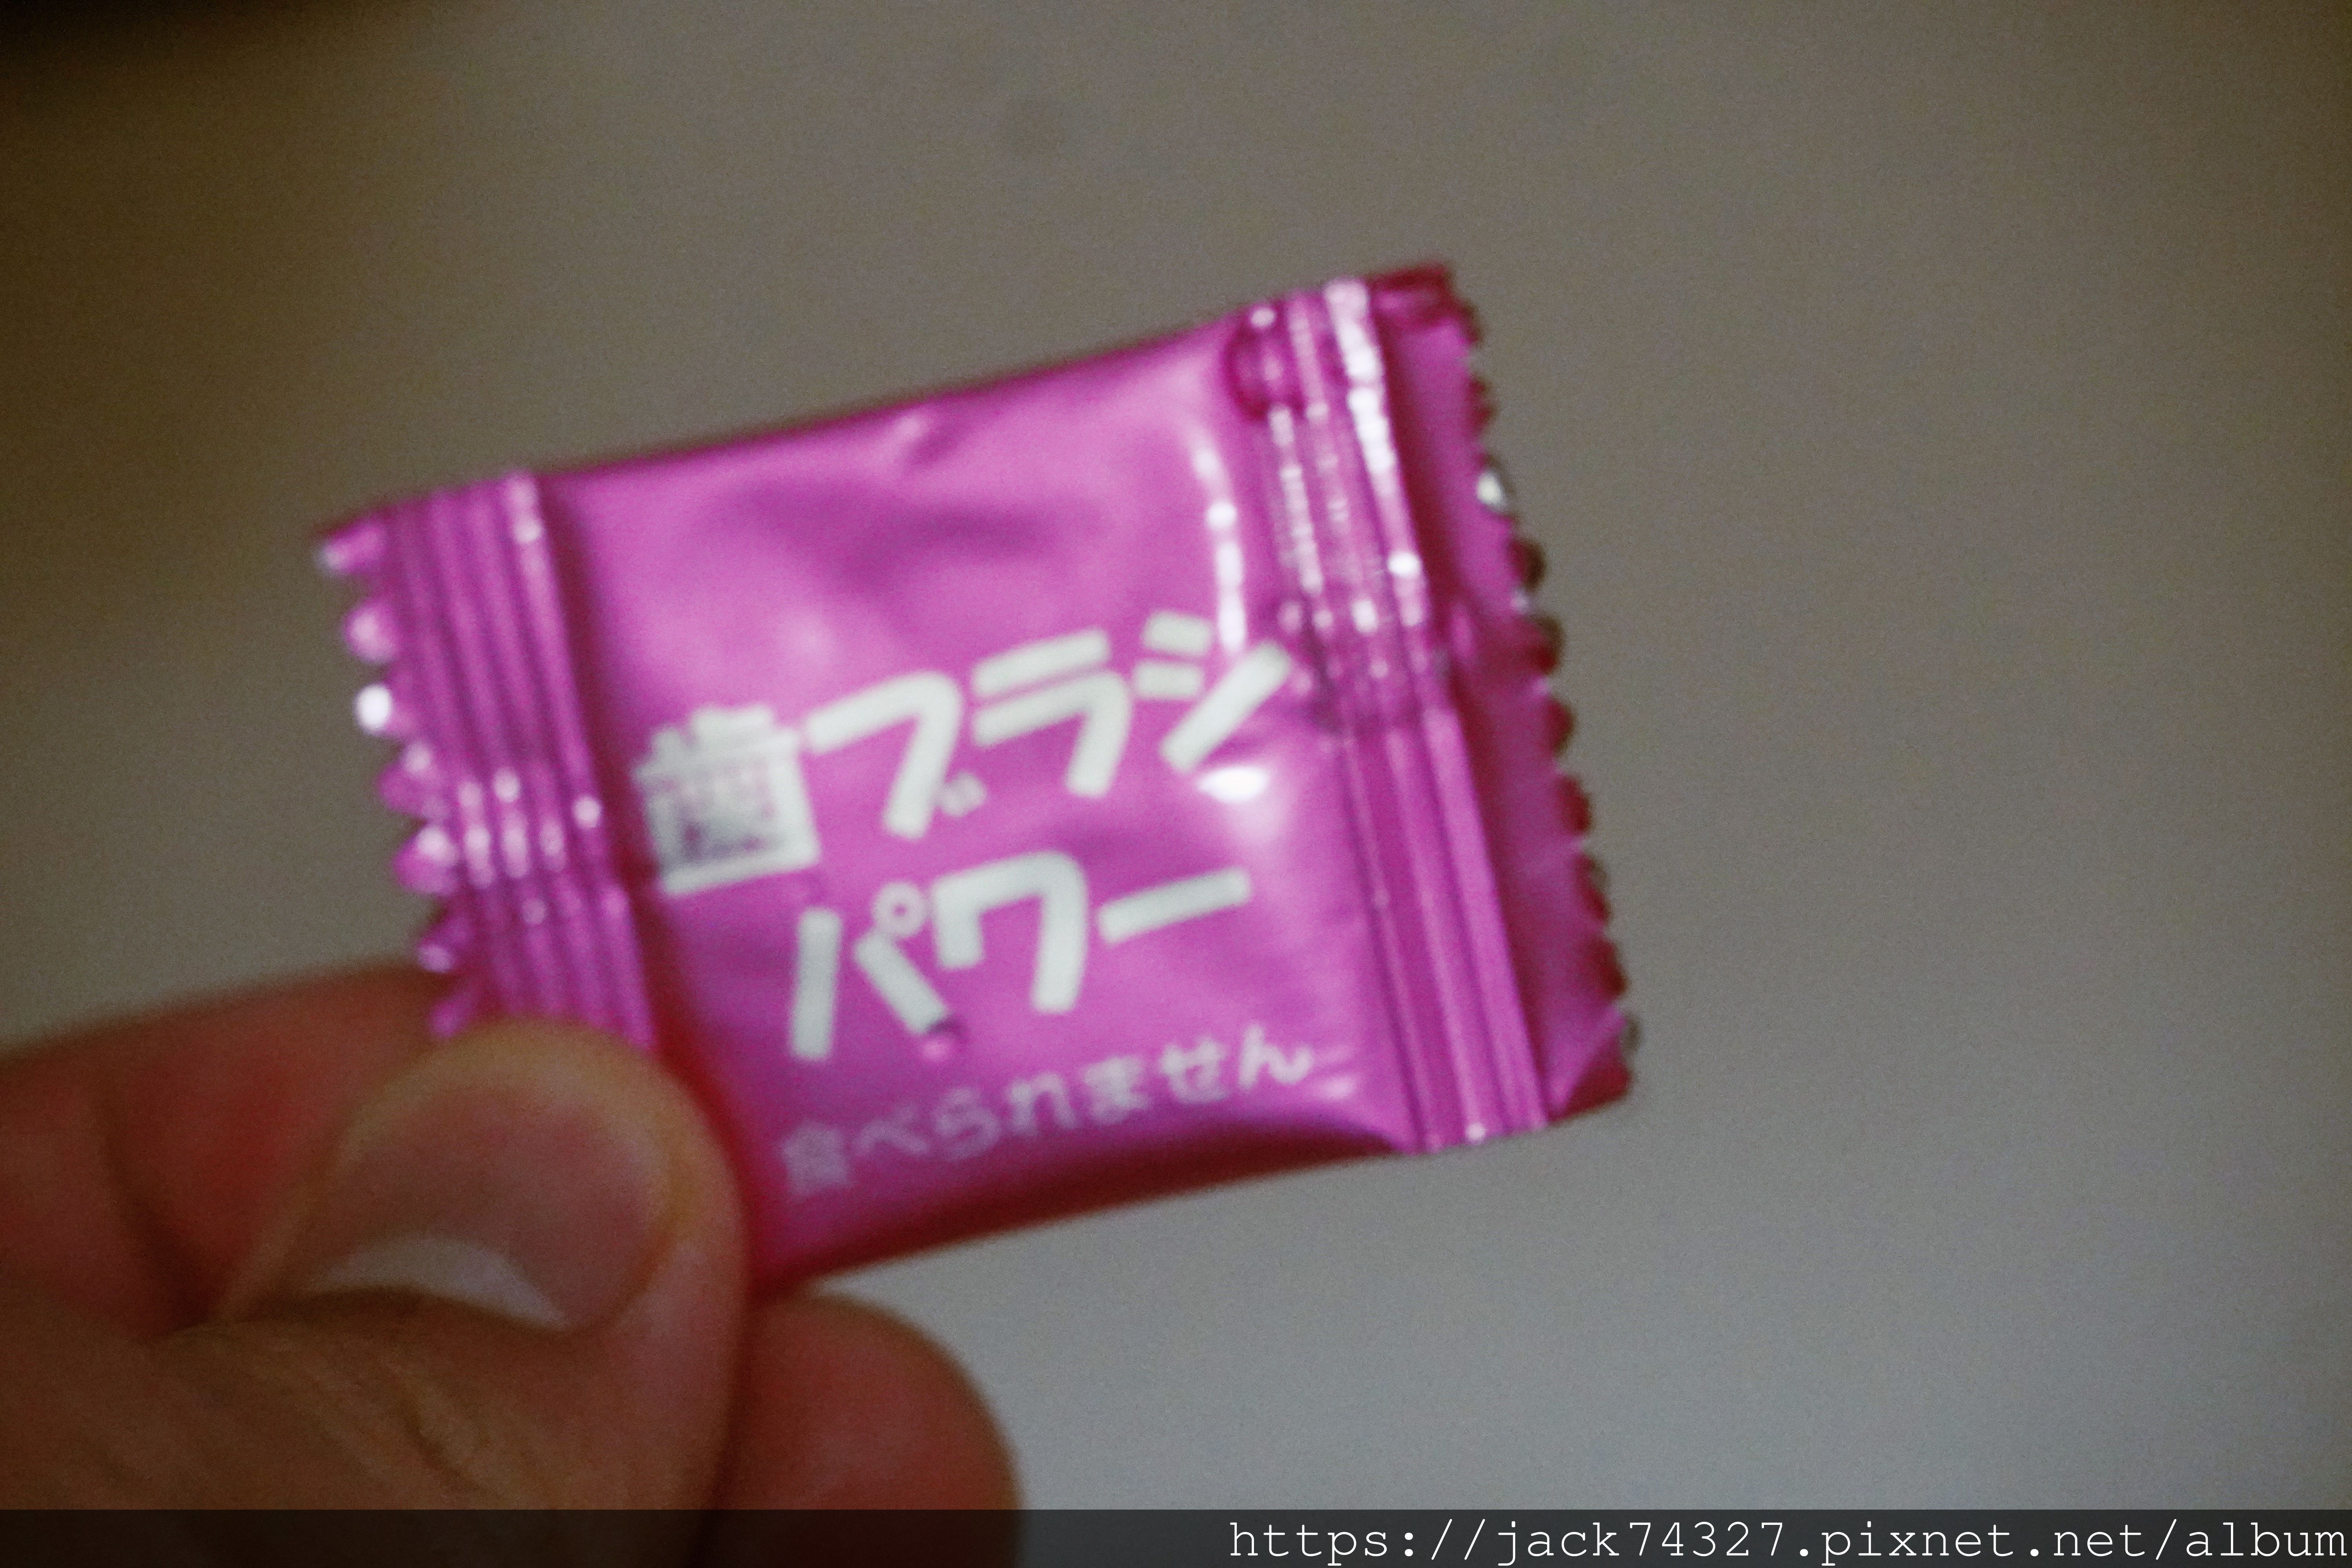 歯ブラシ
パワー
食べられません
https://jack74327.pixnet.net/album